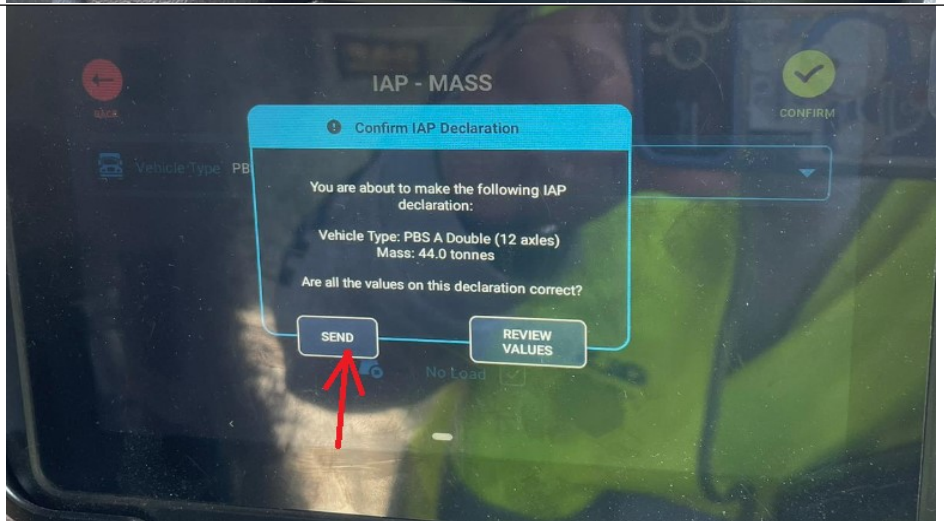 IAP - MASS
BACK
CONFIRM
Confirm IAP Declaration
Vehicle Type PB
You are about to make the following IAP
declaration:
Vehicle Type: PBS A Double (12 axles)
Mass: 44.0 tonnes
Are all the values on this declaration correct?
SEND
REVIEW
VALUES
No Load